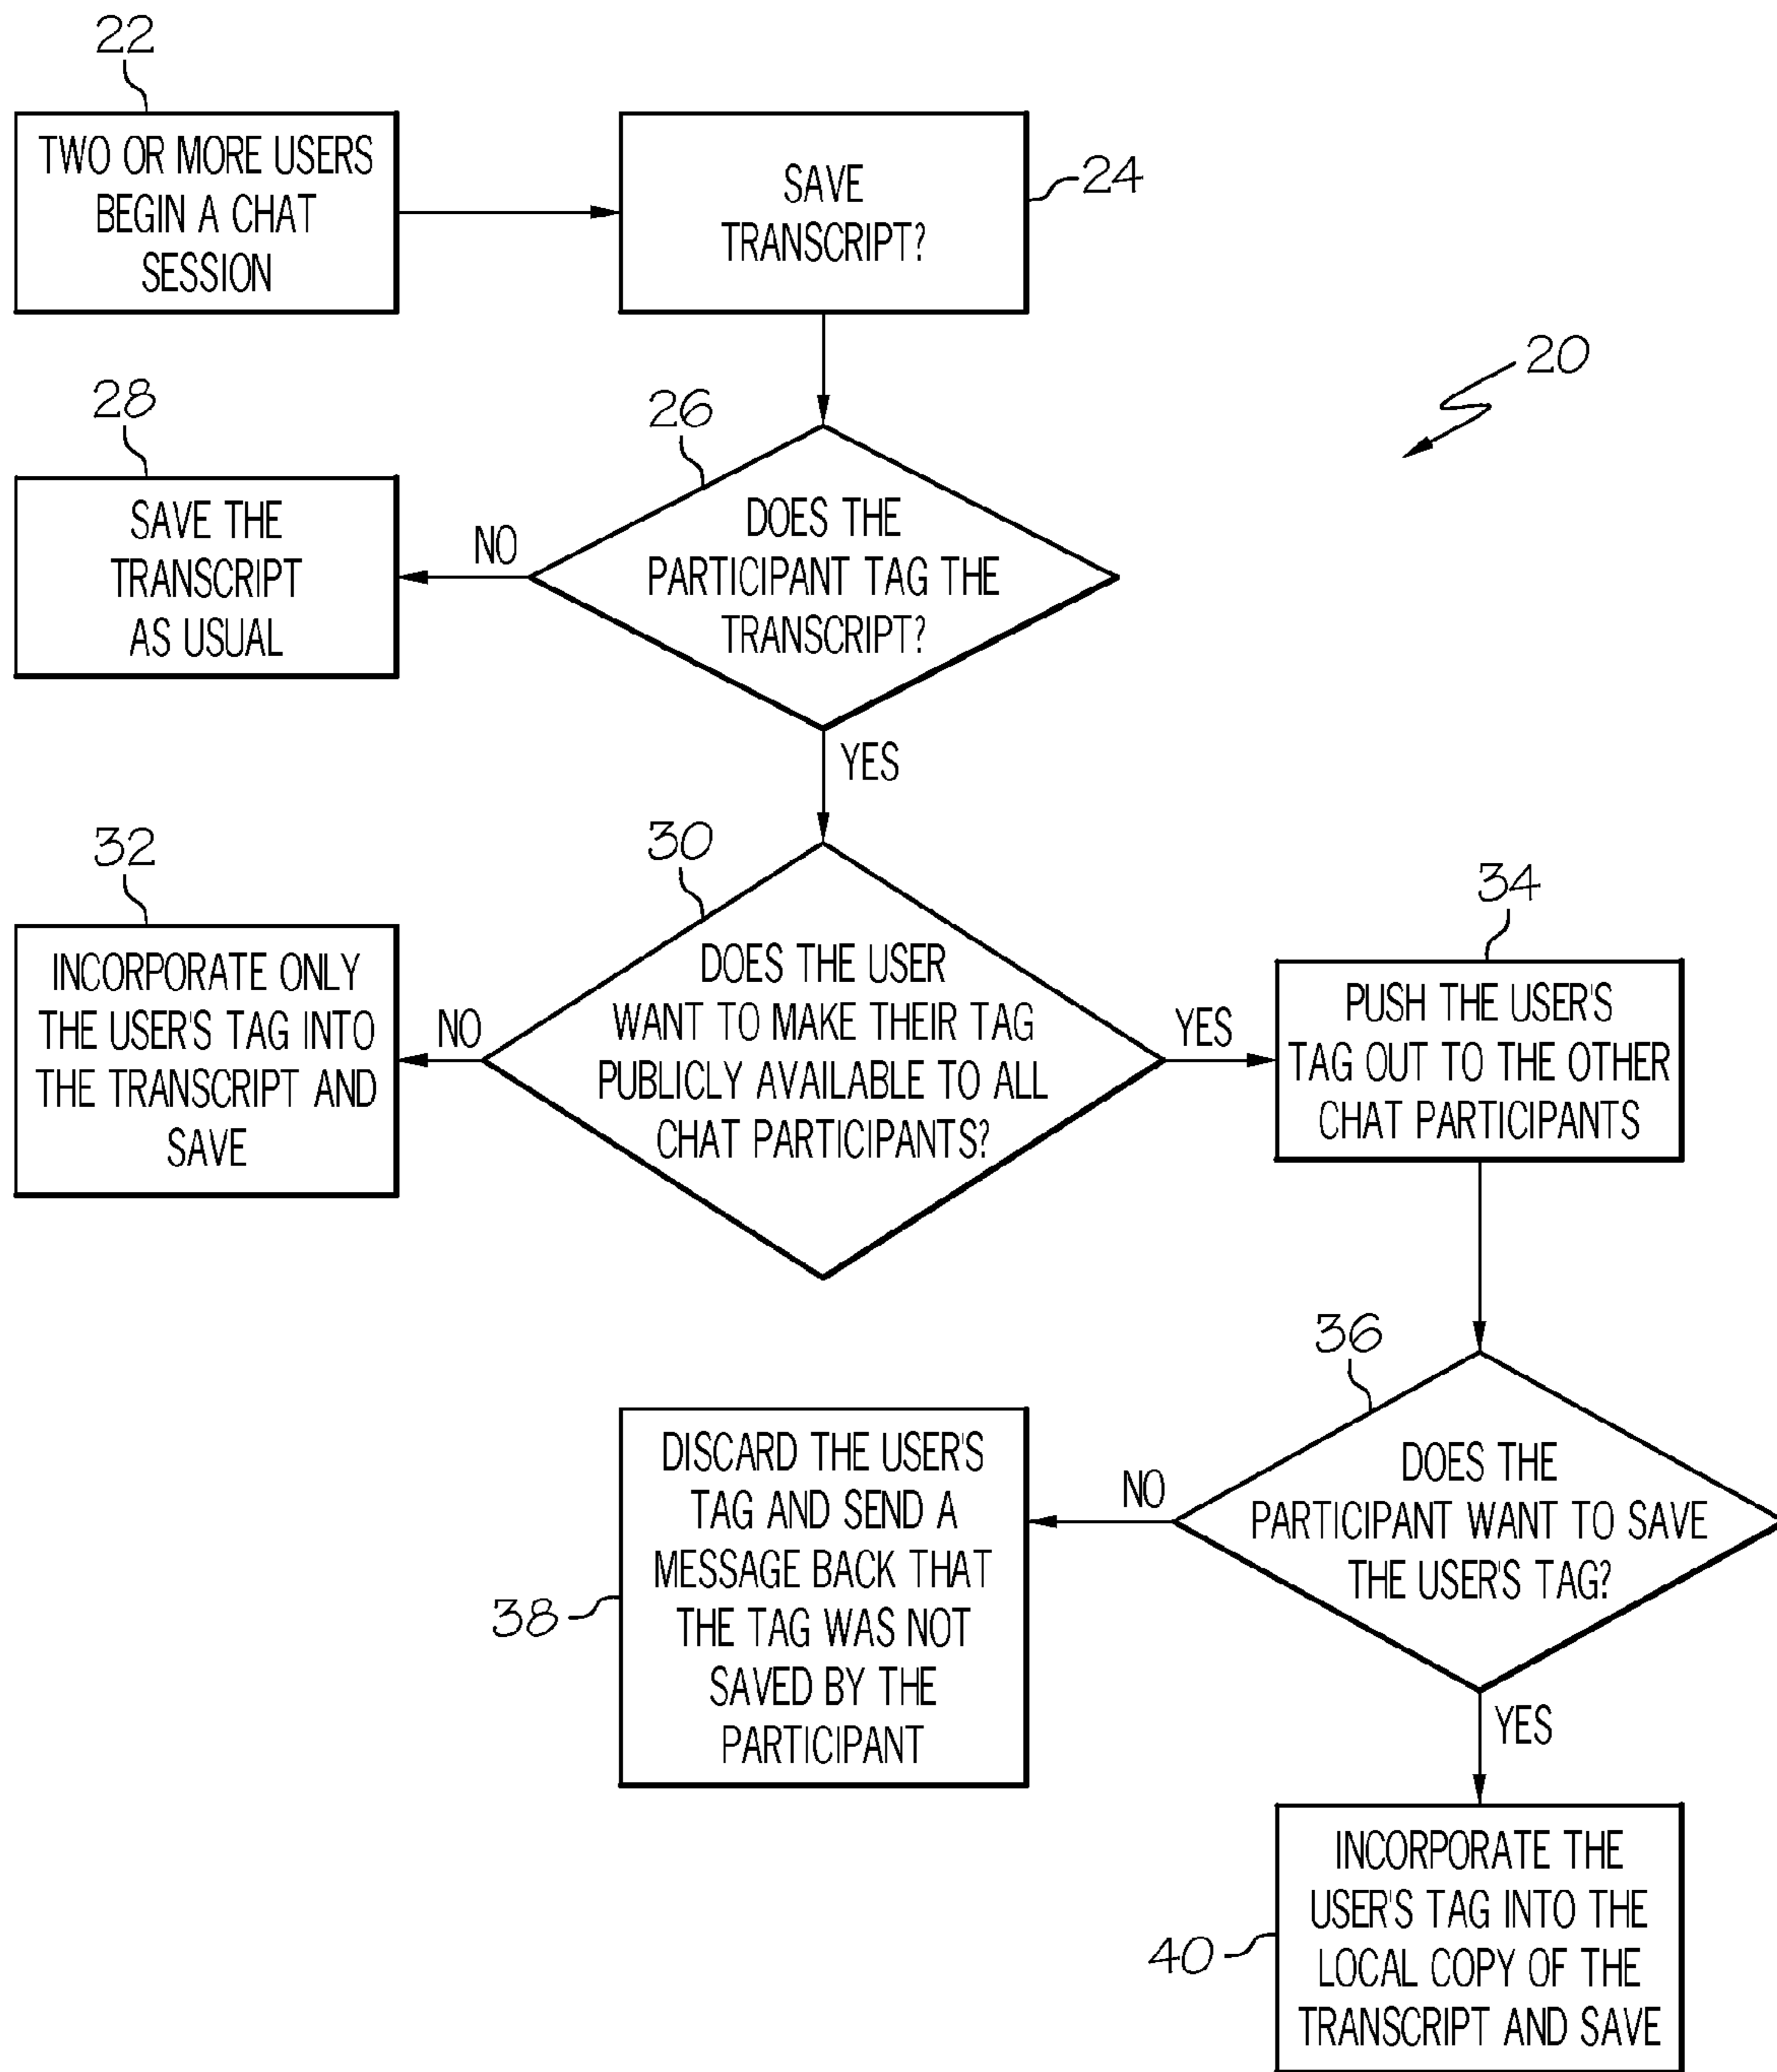 22
TWO OR MORE USERS
BEGIN A CHAT
SESSION
SAVE
TRANSCRIPT?
24
20
28
SAVE THE
TRANSCRIPT
AS USUAL
NO
26
DOES THE
PARTICIPANT TAG THE
TRANSCRIPT?
YES
32
INCORPORATE ONLY
THE USER'S TAG INTO
THE TRANSCRIPT AND
SAVE
NO
30
DOES THE USER
WANT TO MAKE THEIR TAG
PUBLICLY AVAILABLE TO ALL
CHAT PARTICIPANTS?
YES
34
PUSH THE USER'S
TAG OUT TO THE OTHER
CHAT PARTICIPANTS
36
DOES THE
PARTICIPANT WANT TO SAVE
THE USER'S TAG?
NO
DISCARD THE USER'S
TAG AND SEND A
MESSAGE BACK THAT
THE TAG WAS NOT
SAVED BY THE
PARTICIPANT
38
YES
INCORPORATE THE
USER'S TAG INTO THE
LOCAL COPY OF THE
TRANSCRIPT AND SAVE
40